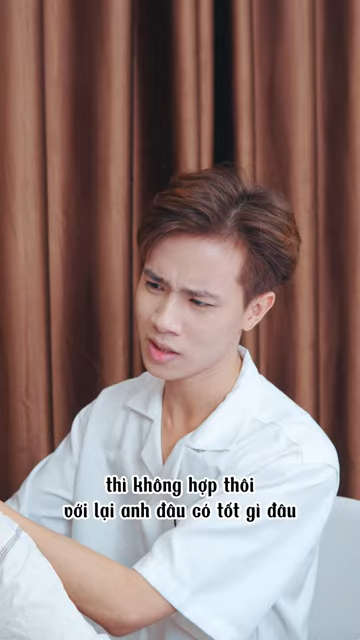 thì không hợp thôi
với lại anh đâu có tốt gì đâu